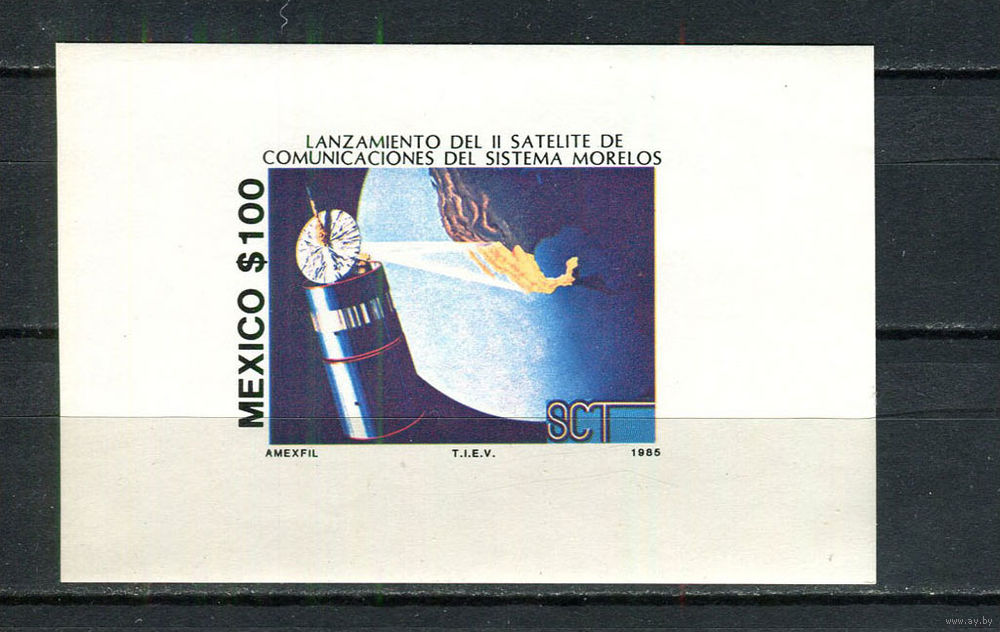 LANZAMIENTO DEL II SATELITE DE
COMUNICACIONES DEL SISTEMA MORELOS
MEXICO $100
SCT
AMEXFIL T.I.E.V. 1985
www.ay.by